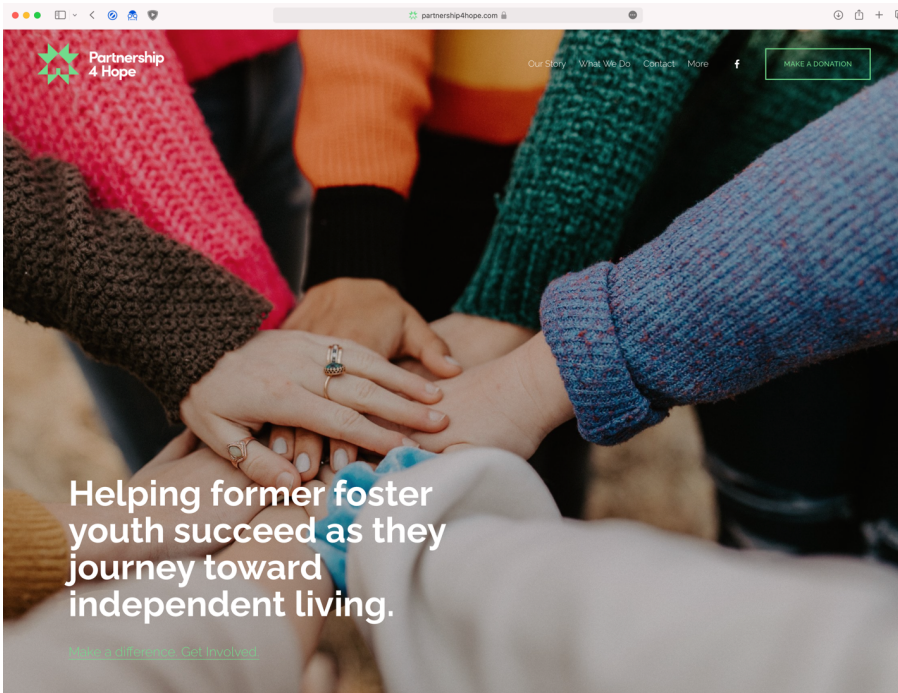 partnership4hope.com
Partnership
4 Hope
Our Story What We Do Contact More f MAKE A DONATION
Helping former foster
youth succeed as they
journey toward
independent living.
Make a difference. Get Involved.